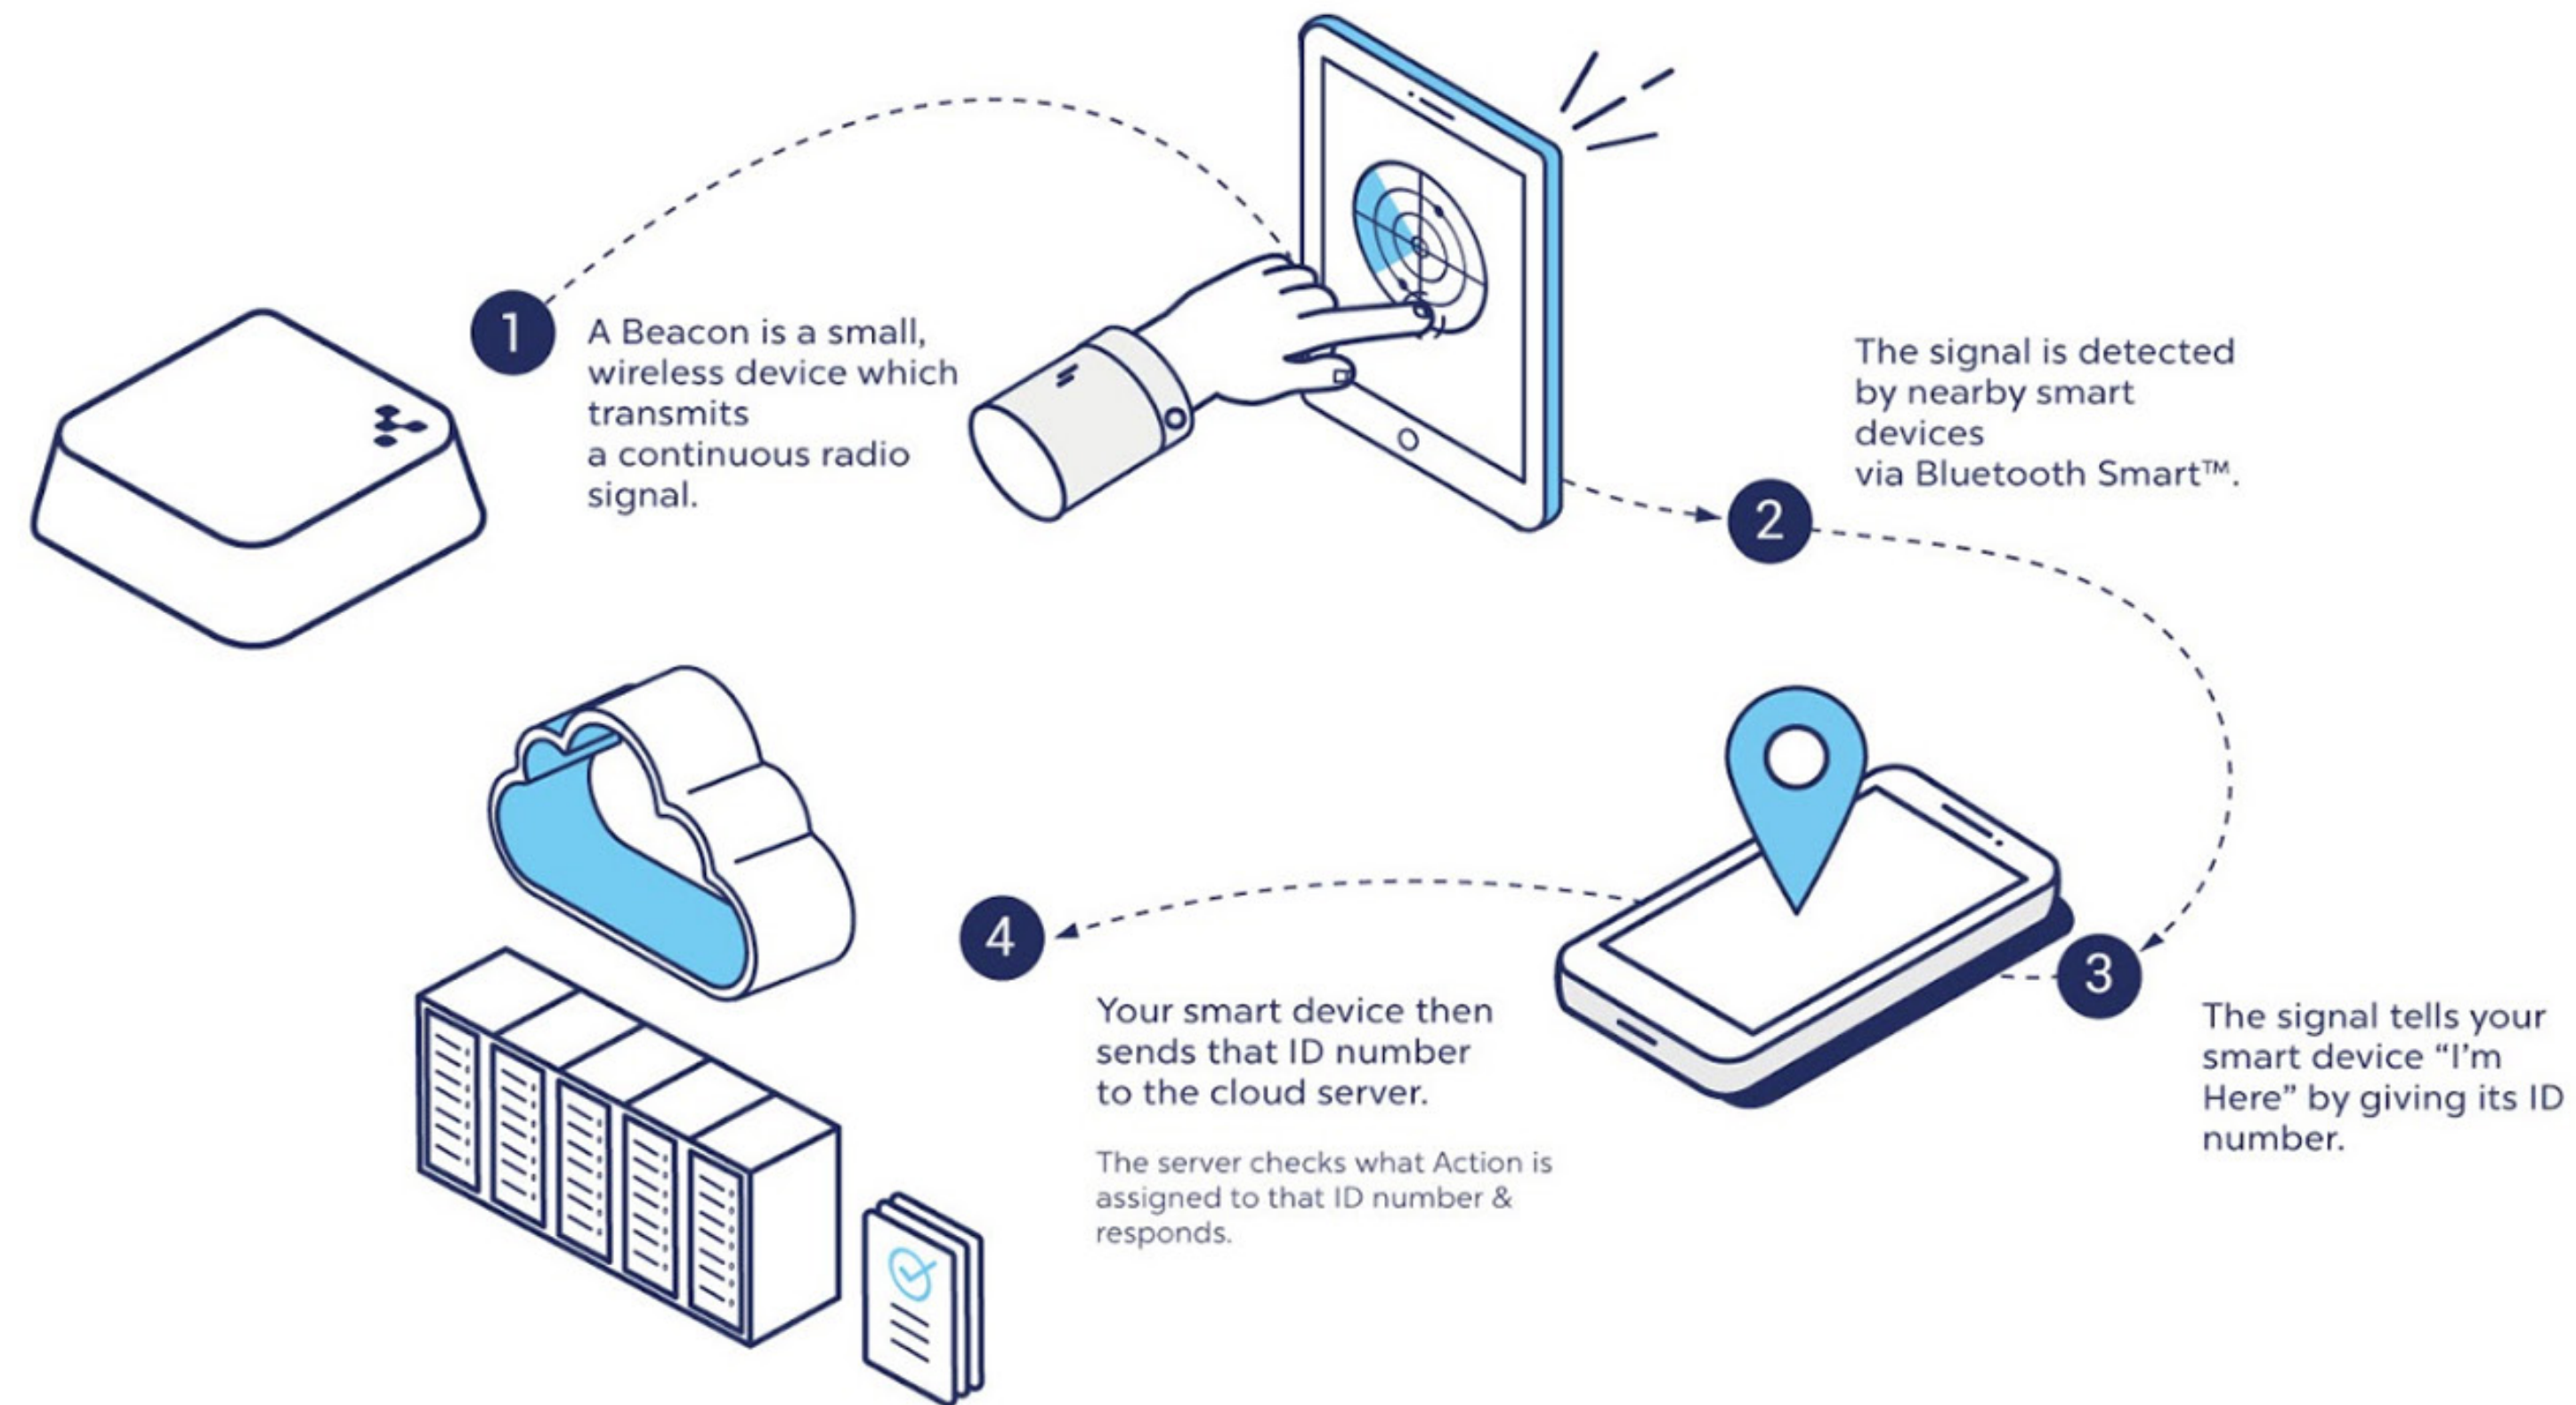 1
A Beacon is a small,
wireless device which
transmits
a continuous radio
signal.
2
The signal is detected
by nearby smart
devices
via Bluetooth Smart™.
3
The signal tells your
smart device “I’m
Here” by giving its ID
number.
4
Your smart device then
sends that ID number
to the cloud server.
The server checks what Action is
assigned to that ID number &
responds.